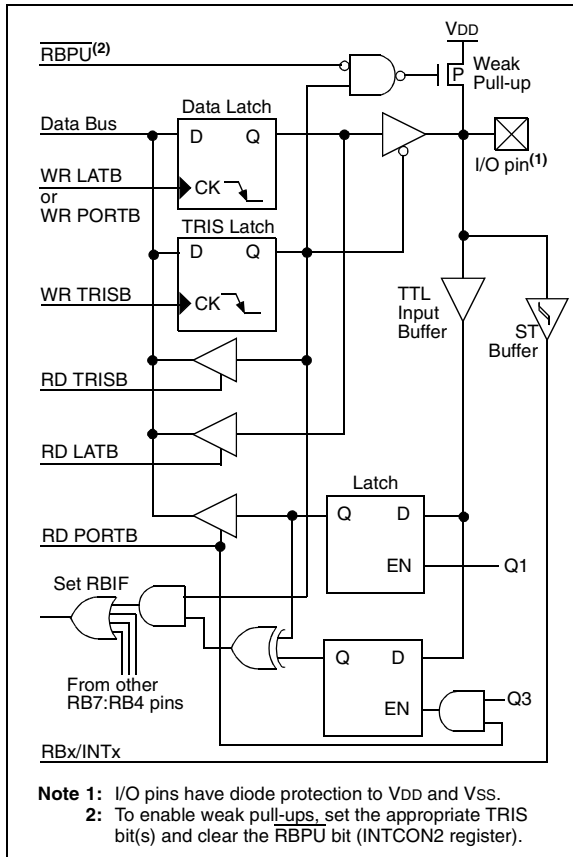 VDD
RBPU(2)
Weak
Pull-up
P
Data Latch
Data Bus
D Q
I/O pin(1)
WR LATB
or
WR PORTB
CK
TRIS Latch
D Q
WR TRISB
CK
TTL
Input
Buffer
ST
Buffer
RD TRISB
RD LATB
Latch
Q D
RD PORTB
EN
Q1
Set RBIF
Q D
From other
RB7:RB4 pins
EN
Q3
RBx/INTx
Note 1: I/O pins have diode protection to VDD and VSS.
2: To enable weak pull-ups, set the appropriate TRIS
bit(s) and clear the RBPU bit (INTCON2 register).